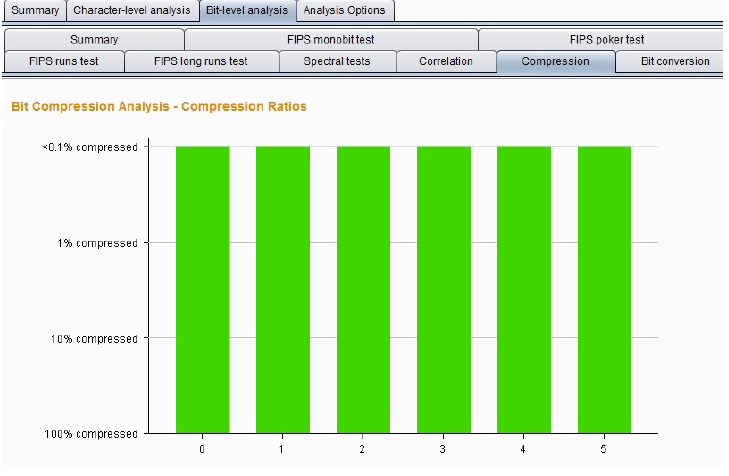 Summary Character-level analysis Bit-level analysis Analysis Options
Summary FIPS monobit test FIPS poker test
FIPS runs test FIPS long runs test Spectral tests Correlation Compression Bit conversion
Bit Compression Analysis - Compression Ratios
<0.1% compressed
1% compressed
10% compressed
100% compressed
0 1 2 3 4 5